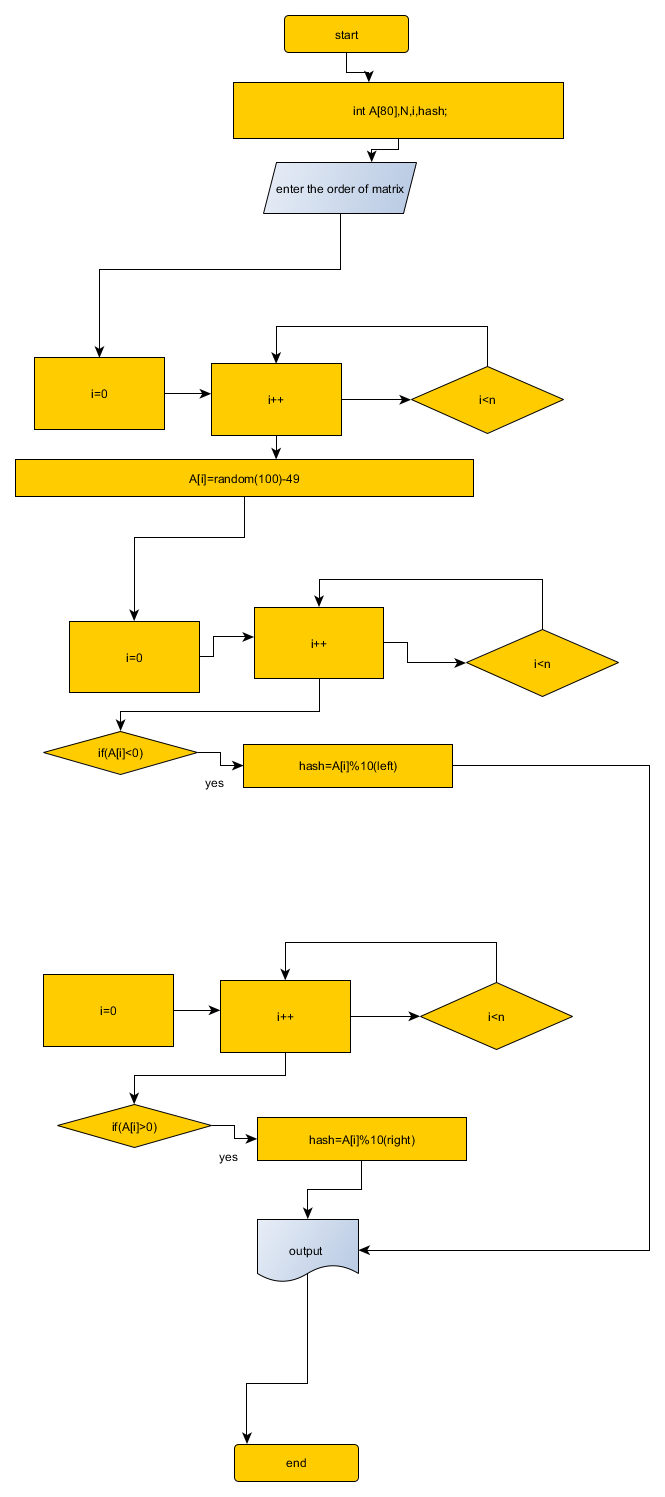 start
int A[80],N,i,hash;
enter the order of matrix
i=0
i++
i<n
A[i]=random(100)-49
i=0
i++
i<n
if(A[i]<0)
hash=A[i]%10(left)
yes
i=0
i++
i<n
if(A[i]>0)
hash=A[i]%10(right)
yes
output
end